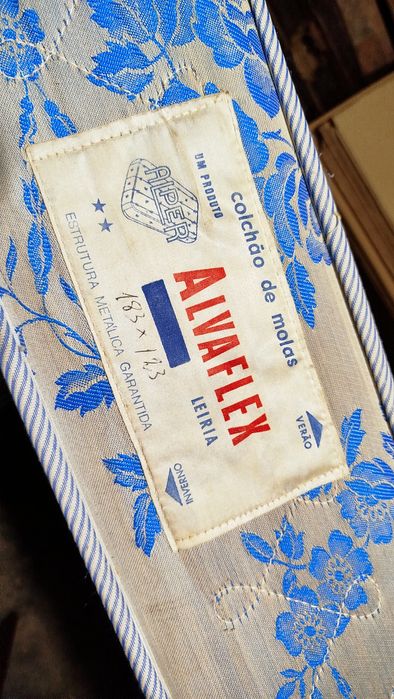 colchão de molas
UM PRODUTO
AlPER
ALVAFLEX
LEIRIA
183 x 123
★★
ESTRUTURA METÁLICA GARANTIDA
VERÃO
INVERNO